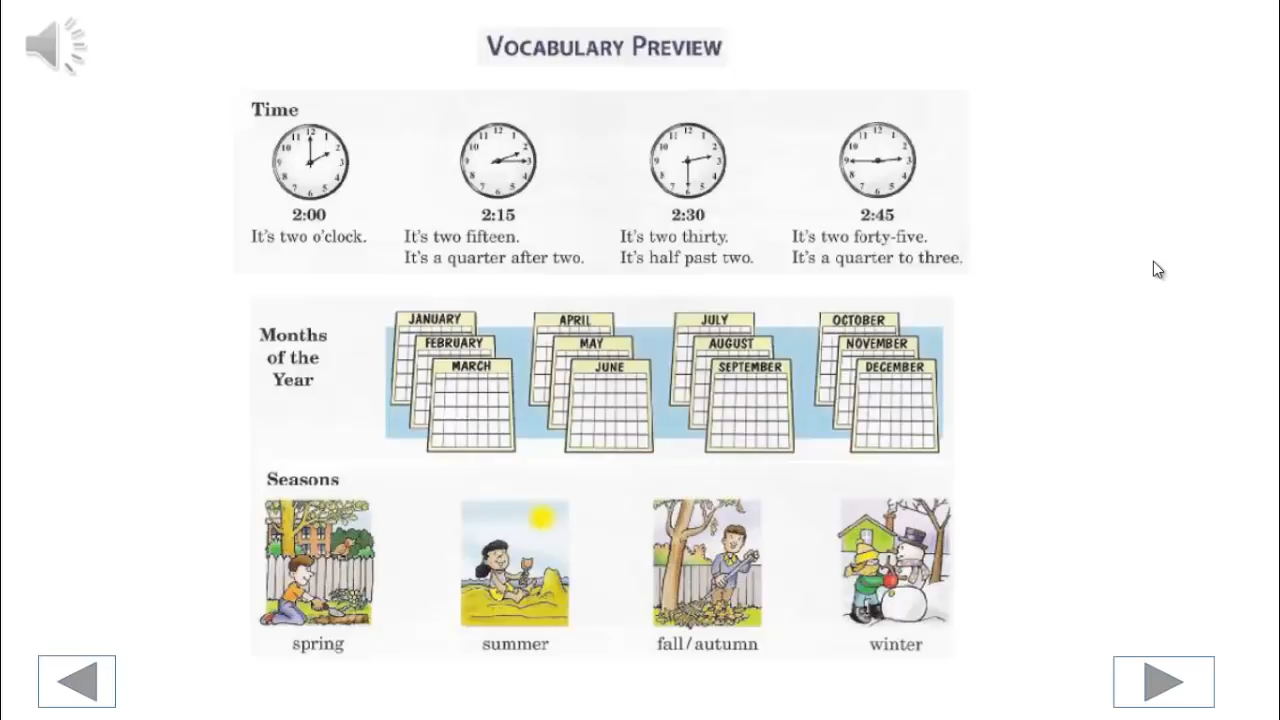 VOCABULARY PREVIEW
Time
2:00
It's two o'clock.
2:15
It's two fifteen.
It's a quarter after two.
2:30
It's two thirty.
It's half past two.
2:45
It's two forty-five.
It's a quarter to three.
Months
of the
Year
JANUARY
FEBRUARY
MARCH
APRIL
MAY
JUNE
JULY
AUGUST
SEPTEMBER
OCTOBER
NOVEMBER
DECEMBER
Seasons
spring
summer
fall/autumn
winter